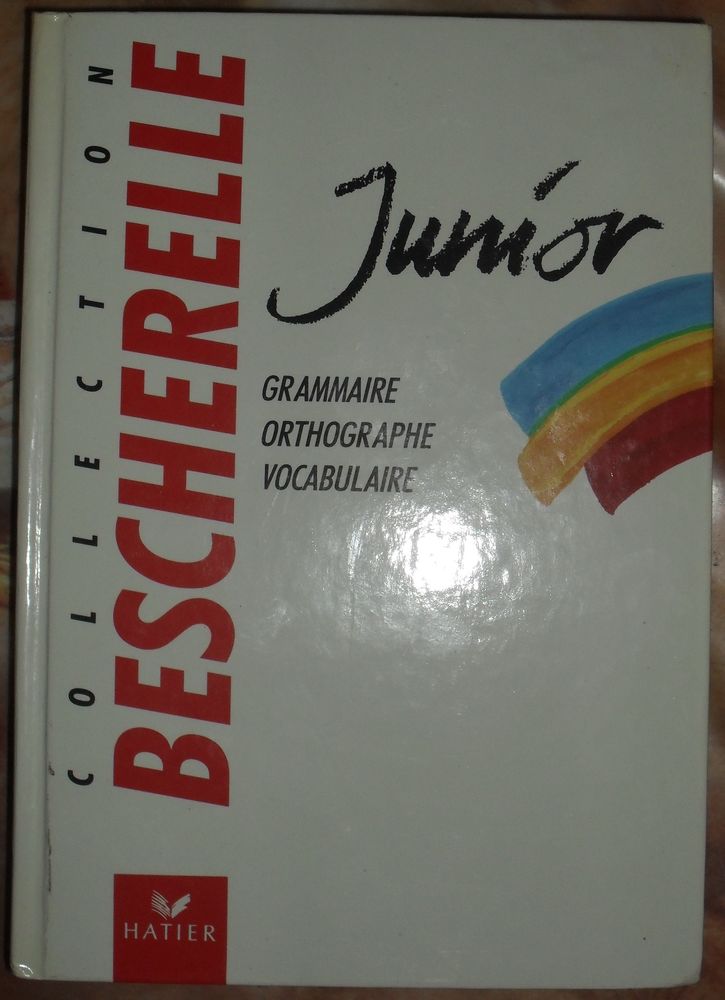 COLLECTION
BESCHERELLE
Junior
GRAMMAIRE
ORTHOGRAPHE
VOCABULAIRE
HATIER